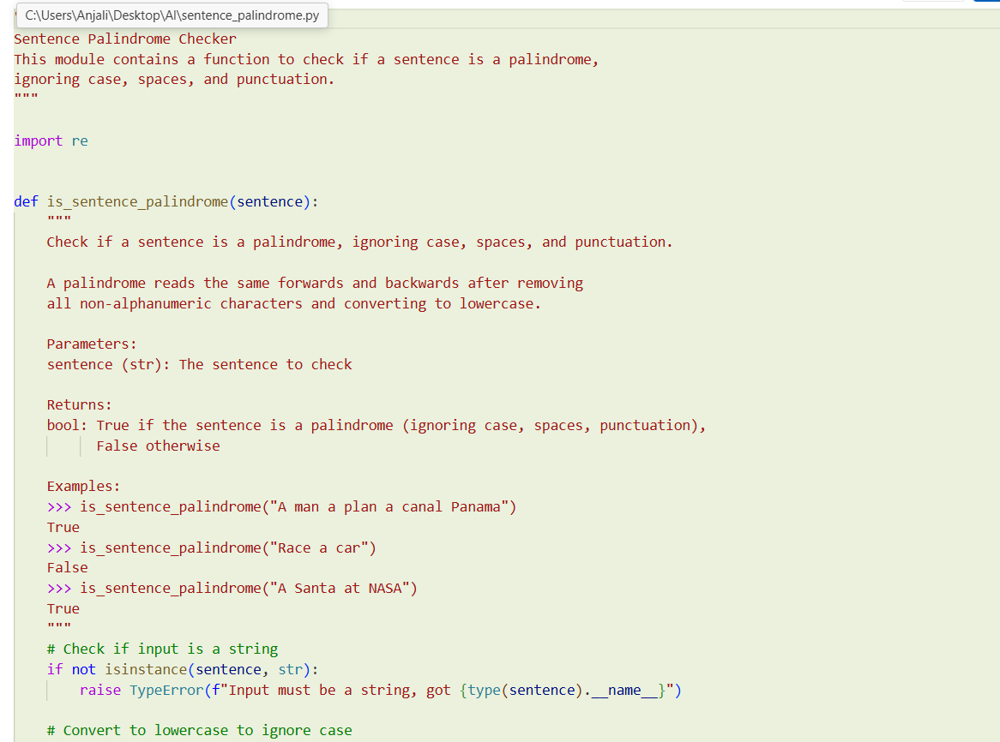 C:\Users\Anjali\Desktop\AI\sentence_palindrome.py
Sentence Palindrome Checker
This module contains a function to check if a sentence is a palindrome,
ignoring case, spaces, and punctuation.
"""

import re

def is_sentence_palindrome(sentence):
    """
    Check if a sentence is a palindrome, ignoring case, spaces, and punctuation.

    A palindrome reads the same forwards and backwards after removing
    all non-alphanumeric characters and converting to lowercase.

    Parameters:
    sentence (str): The sentence to check

    Returns:
    bool: True if the sentence is a palindrome (ignoring case, spaces, punctuation),
          False otherwise

    Examples:
    >>> is_sentence_palindrome("A man a plan a canal Panama")
    True
    >>> is_sentence_palindrome("Race a car")
    False
    >>> is_sentence_palindrome("A Santa at NASA")
    True
    """
    # Check if input is a string
    if not isinstance(sentence, str):
        raise TypeError(f"Input must be a string, got {type(sentence).__name__}")

    # Convert to lowercase to ignore case